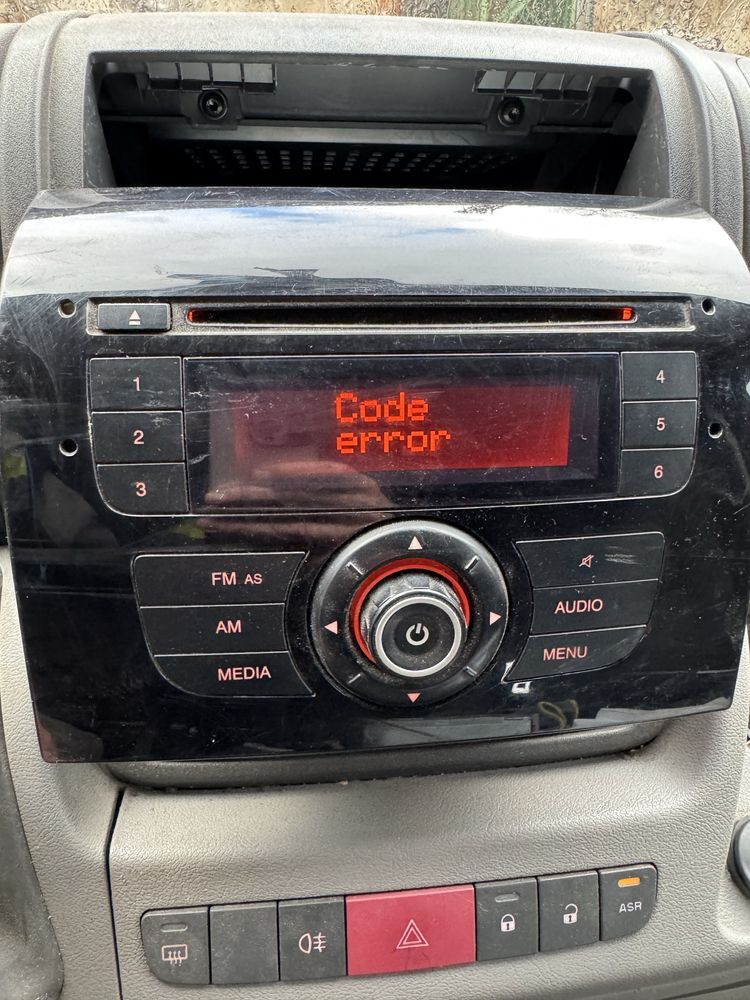 1
2
3
Code
error
4
5
6
FM AS
AM
MEDIA
AUDIO
MENU
ASR